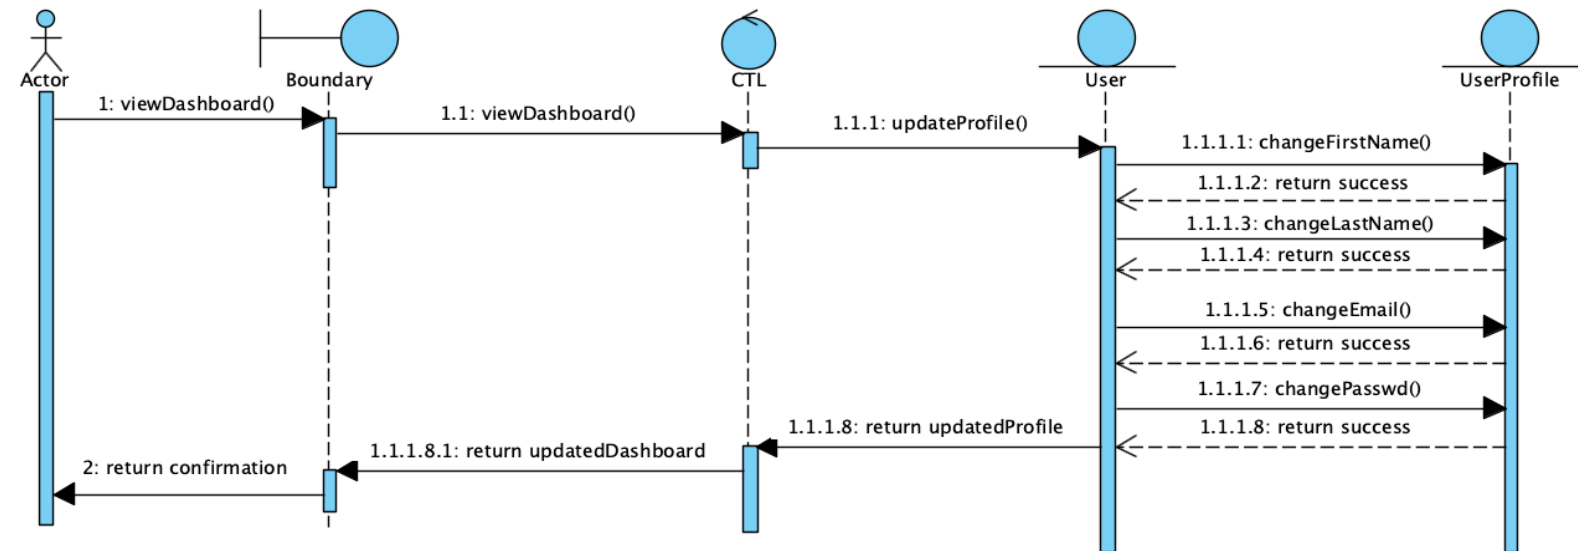 Actor
Boundary
CTL
User
UserProfile
1: viewDashboard()
1.1: viewDashboard()
1.1.1: updateProfile()
1.1.1.1: changeFirstName()
1.1.1.2: return success
1.1.1.3: changeLastName()
1.1.1.4: return success
1.1.1.5: changeEmail()
1.1.1.6: return success
1.1.1.7: changePasswd()
1.1.1.8: return updatedProfile
1.1.1.8: return success
1.1.1.8.1: return updatedDashboard
2: return confirmation